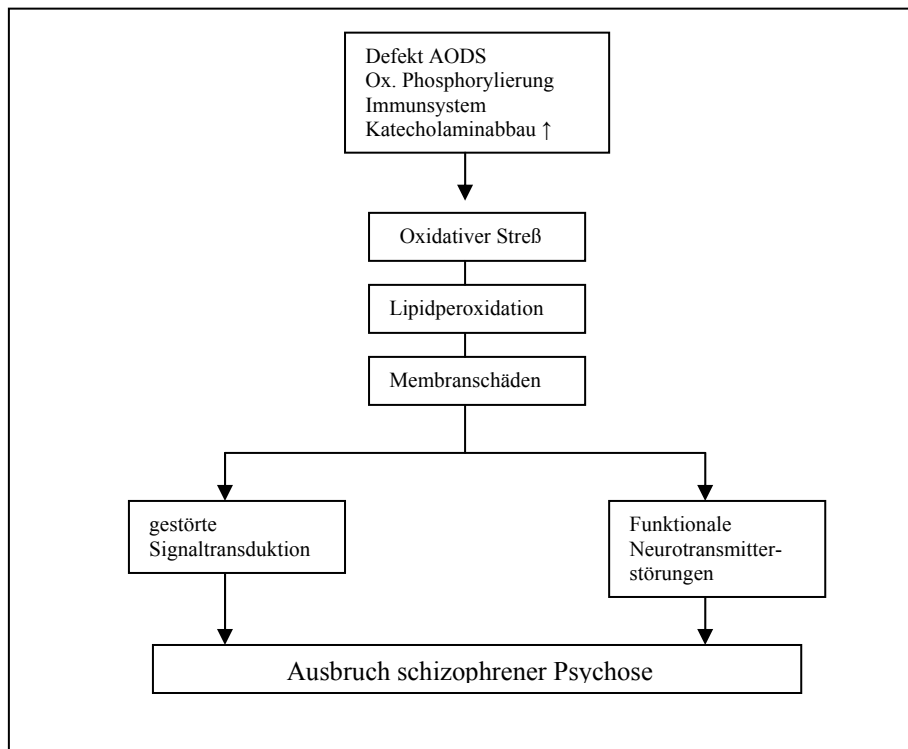 Defekt AODS
Ox. Phosphorylierung
Immunsystem
Katecholaminabbau ↑
Oxidativer Streß
Lipidperoxidation
Membranschäden
gestörte
Signaltransduktion
Funktionale
Neurotransmitter-
störungen
Ausbruch schizophrener Psychose